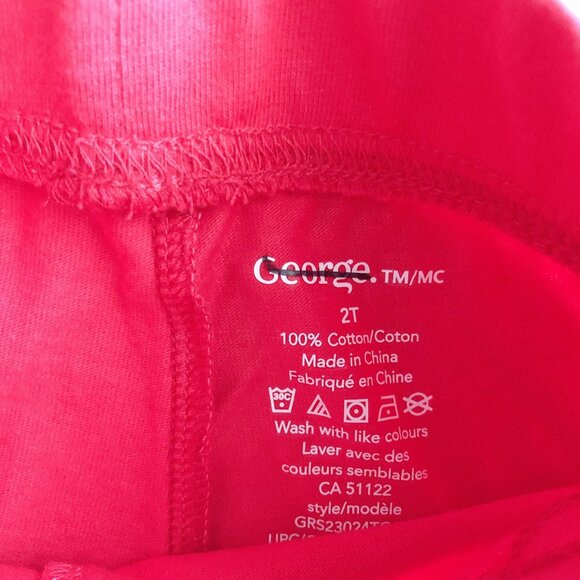 George. TM/MC
2T
100% Cotton/Coton
Made in China
Fabriqué en Chine
30C
Wash with like colours
Laver avec des
couleurs semblables
CA 51122
style/modèle